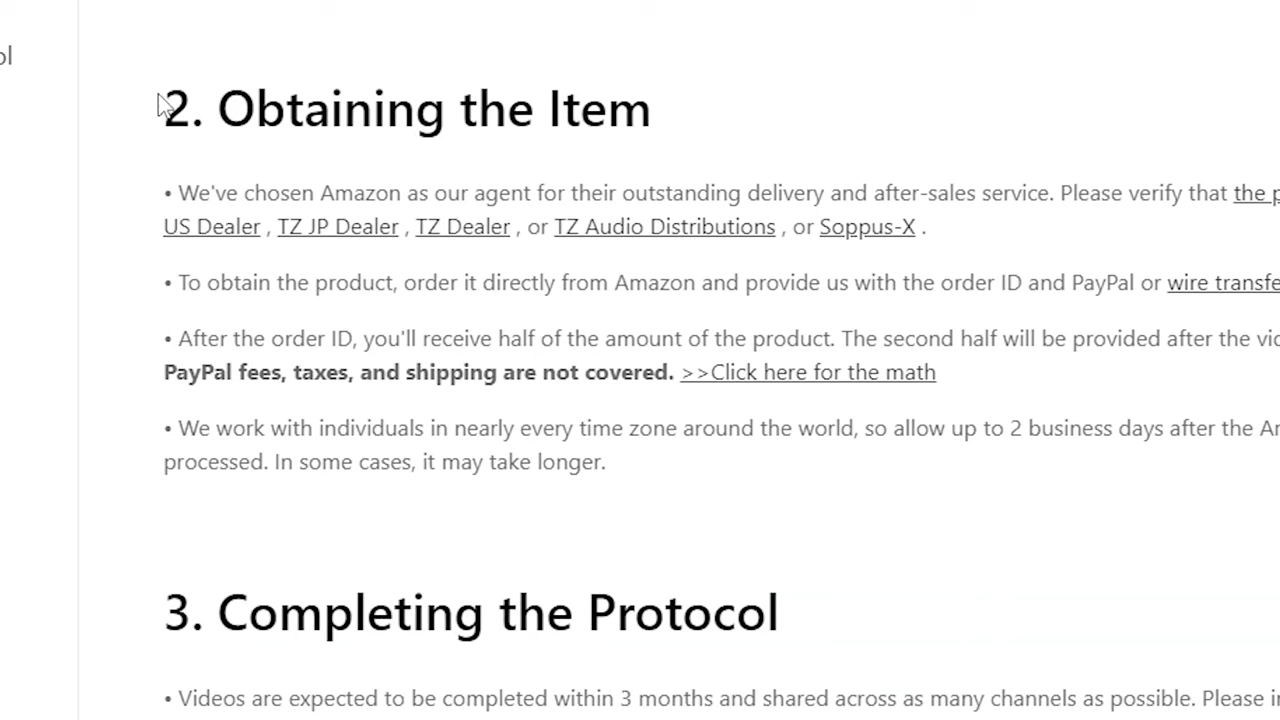 ol
2. Obtaining the Item
• We've chosen Amazon as our agent for their outstanding delivery and after-sales service. Please verify that the
US Dealer , TZ JP Dealer , TZ Dealer , or TZ Audio Distributions , or Soppus-X .
• To obtain the product, order it directly from Amazon and provide us with the order ID and PayPal or wire transfe
• After the order ID, you'll receive half of the amount of the product. The second half will be provided after the
PayPal fees, taxes, and shipping are not covered. >>Click here for the math
• We work with individuals in nearly every time zone around the world, so allow up to 2 business days after the
processed. In some cases, it may take longer.
3. Completing the Protocol
• Videos are expected to be completed within 3 months and shared across as many channels as possible. Please